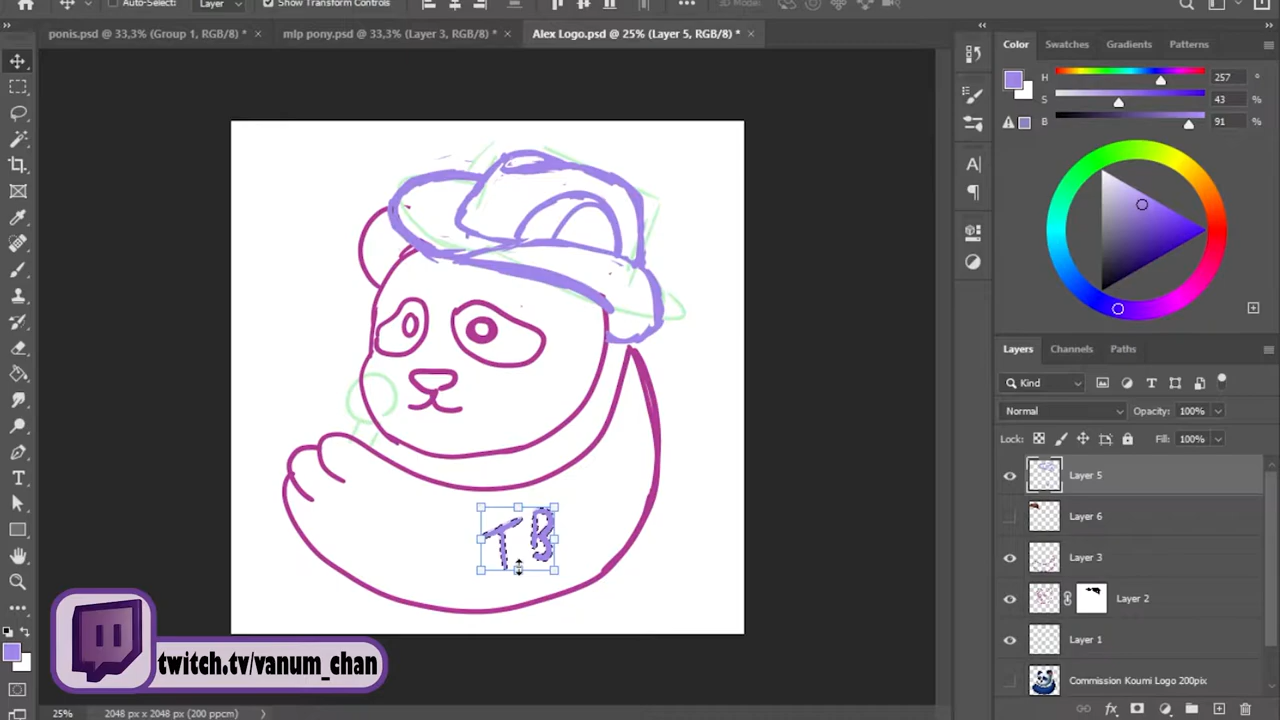 Auto-Select:
Layer
Show Transform Controls
3D Mode:
ponis.psd @ 33,3% (Group 1, RGB/8) *
mlp pony.psd @ 33,3% (Layer 3, RGB/8*) *
Alex Logo.psd @ 25% (Layer 5, RGB/8) *
Color
Swatches
Gradients
Patterns
H
257
°
S
43
%
B
91
%
TB
Layers
Channels
Paths
Kind
Normal
Opacity: 100%
Lock:
Fill: 100%
Layer 5
Layer 6
Layer 3
Layer 2
Layer 1
Commission Koumi Logo 200pix
twitch.tv/vanum_chan
25%
2048 px x 2048 px (200 ppcm)